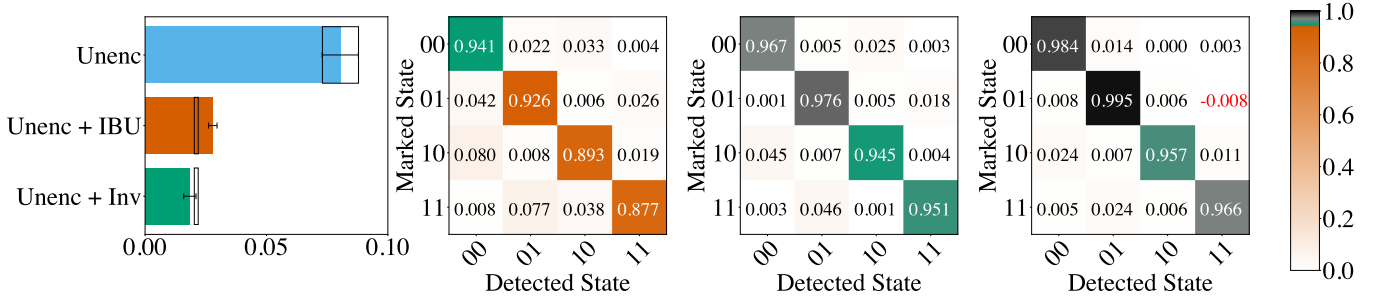 Unenc
Unenc + IBU
Unenc + Inv
0.00 0.05 0.10
Marked State
00 0.941 0.022 0.033 0.004
01 0.042 0.926 0.006 0.026
10 0.080 0.008 0.893 0.019
11 0.008 0.077 0.038 0.877
00 01 10 11
Detected State
Marked State
00 0.967 0.005 0.025 0.003
01 0.001 0.976 0.005 0.018
10 0.045 0.007 0.945 0.004
11 0.003 0.046 0.001 0.951
00 01 10 11
Detected State
Marked State
00 0.984 0.014 0.000 0.003
01 0.008 0.995 0.006 -0.008
10 0.024 0.007 0.957 0.011
11 0.005 0.024 0.006 0.966
00 01 10 11
Detected State
1.0
0.8
0.6
0.4
0.2
0.0